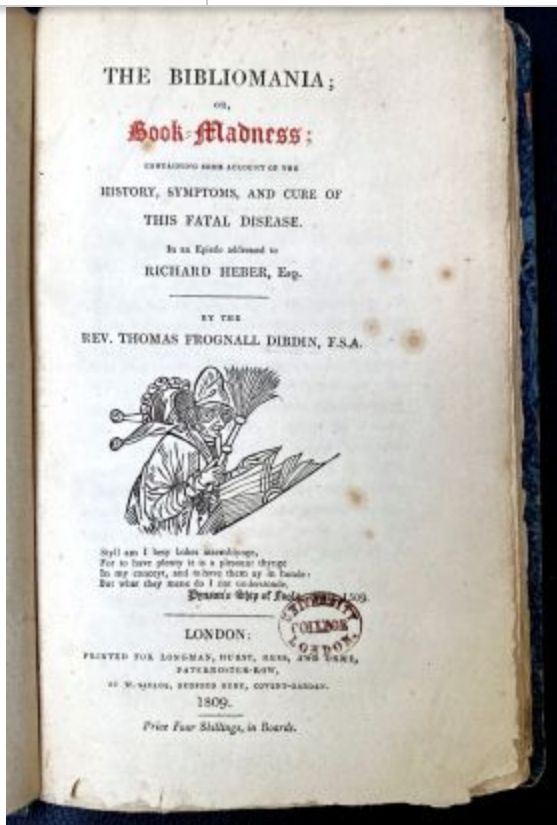 THE BIBLIOMANIA;
OR,
Book-Madness;
CONTAINING SOME ACCOUNT OF THE
HISTORY, SYMPTOMS, AND CURE OF
THIS FATAL DISEASE.
In an Epistle addressed to
RICHARD HEBER, Esq.
BY THE
REV. THOMAS FROGNALL DIBDIN, F.S.A.
Styll am I besy bokes assemblynge,
For to have plenty it is a pleasaunt thynge
In my conceyt, and to have them ay in honde:
But what they mene do I not understonde.
Pynson's Ship of Fools. 1509.
UNIVERSITY
COLLEGE
LONDON.
LONDON:
PRINTED FOR LONGMAN, HURST, REES, AND ORME,
PATERNOSTER-ROW,
BY W. SAVAGE, BEDFORD BURY, COVENT-GARDEN.
1809.
Price Four Shillings, in Boards.